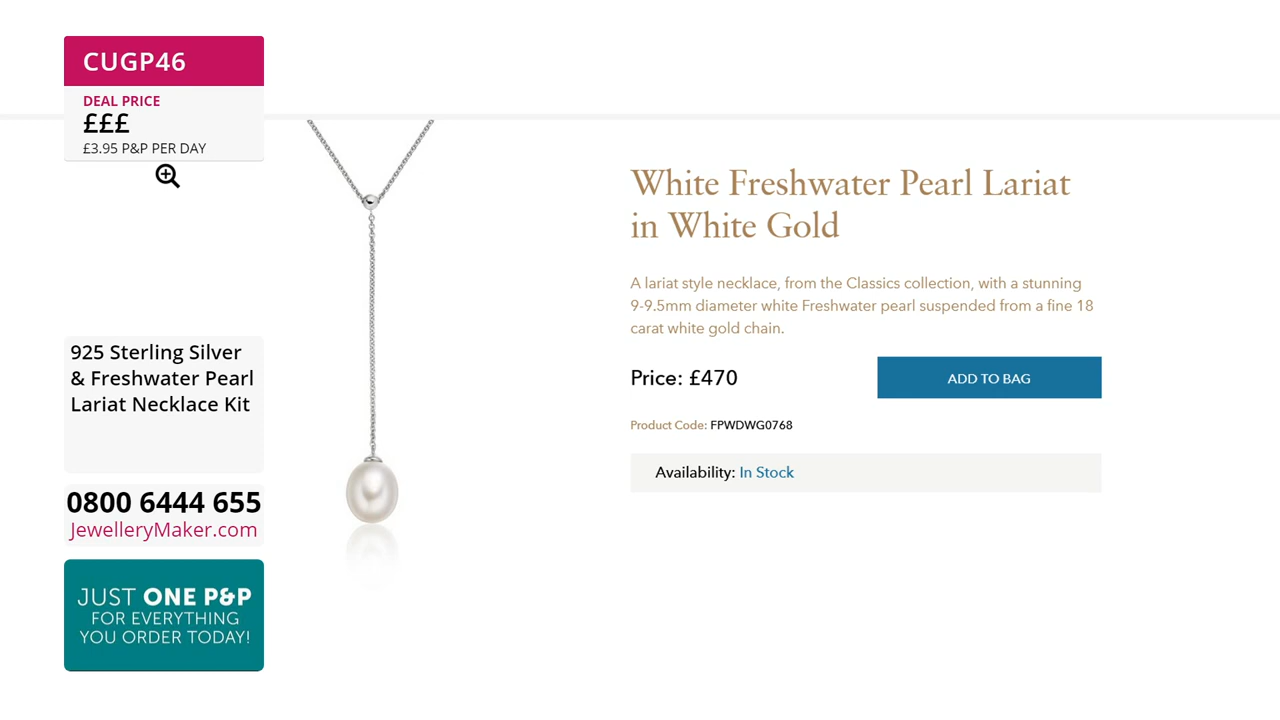 CUGP46
DEAL PRICE
£££
£3.95 P&P PER DAY
925 Sterling Silver
& Freshwater Pearl
Lariat Necklace Kit
0800 6444 655
JewelleryMaker.com
JUST ONE P&P
FOR EVERYTHING
YOU ORDER TODAY!
White Freshwater Pearl Lariat
in White Gold
A lariat style necklace, from the Classics collection, with a stunning
9-9.5mm diameter white Freshwater pearl suspended from a fine 18
carat white gold chain.
Price: £470
ADD TO BAG
Product Code: FPWDWG0768
Availability: In Stock